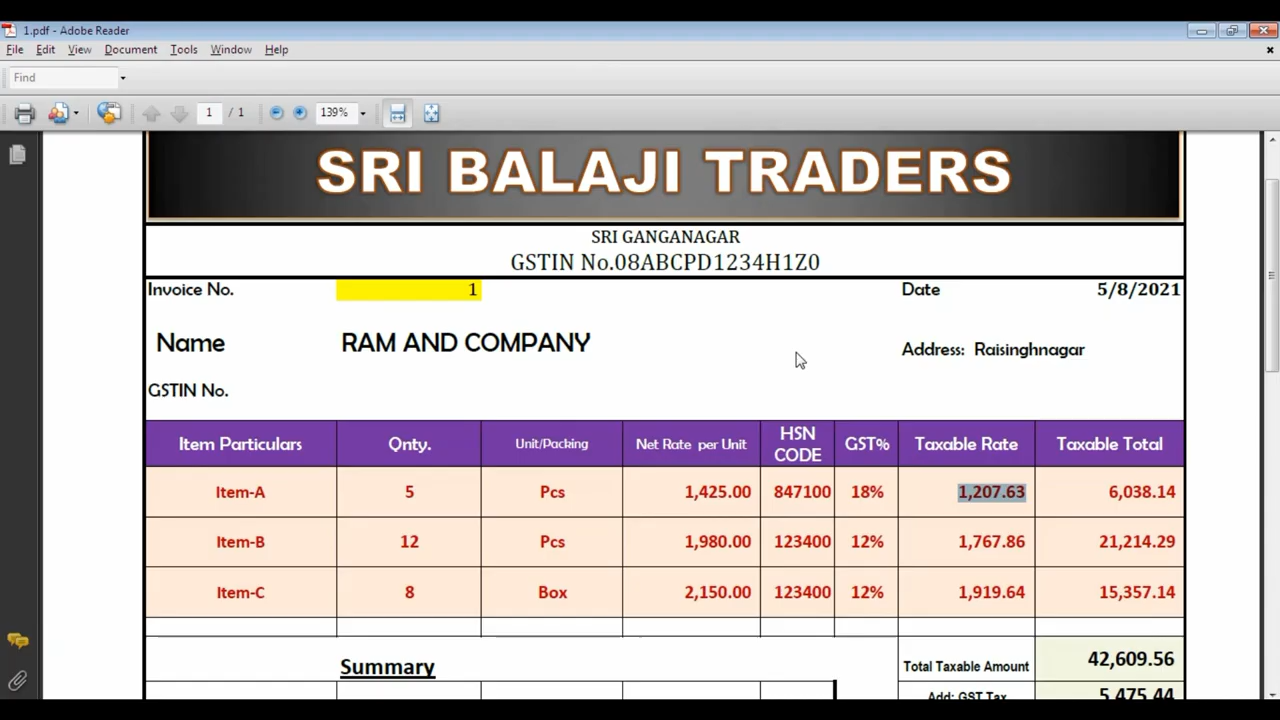 1.pdf - Adobe Reader
File Edit View Document Tools Window Help
Find
1 / 1 139%
SRI BALAJI TRADERS
SRI GANGANAGAR
GSTIN No.08ABCPD1234H1Z0
Invoice No. 1 Date 5/8/2021
Name RAM AND COMPANY Address: Raisinghnagar
GSTIN No.
Item Particulars Qnty. Unit/Packing Net Rate per Unit HSN CODE GST% Taxable Rate Taxable Total
Item-A 5 Pcs 1,425.00 847100 18% 1,207.63 6,038.14
Item-B 12 Pcs 1,980.00 123400 12% 1,767.86 21,214.29
Item-C 8 Box 2,150.00 123400 12% 1,919.64 15,357.14
Summary Total Taxable Amount 42,609.56
Add: GST Tax 5,475.44